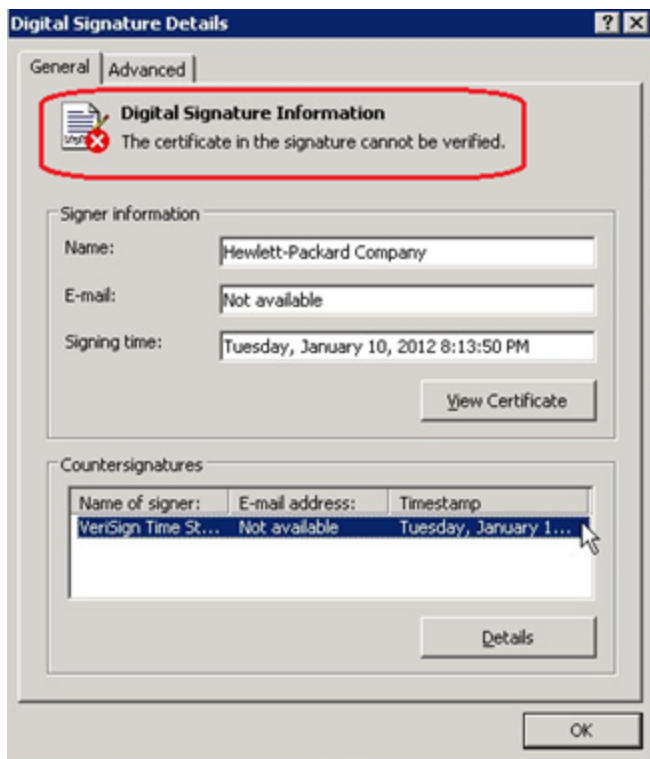 Digital Signature Details
General Advanced
Digital Signature Information
The certificate in the signature cannot be verified.
Signer information
Name: Hewlett-Packard Company
E-mail: Not available
Signing time: Tuesday, January 10, 2012 8:13:50 PM
View Certificate
Countersignatures
Name of signer: E-mail address: Timestamp
VeriSign Time St... Not available Tuesday, January 1...
Details
OK